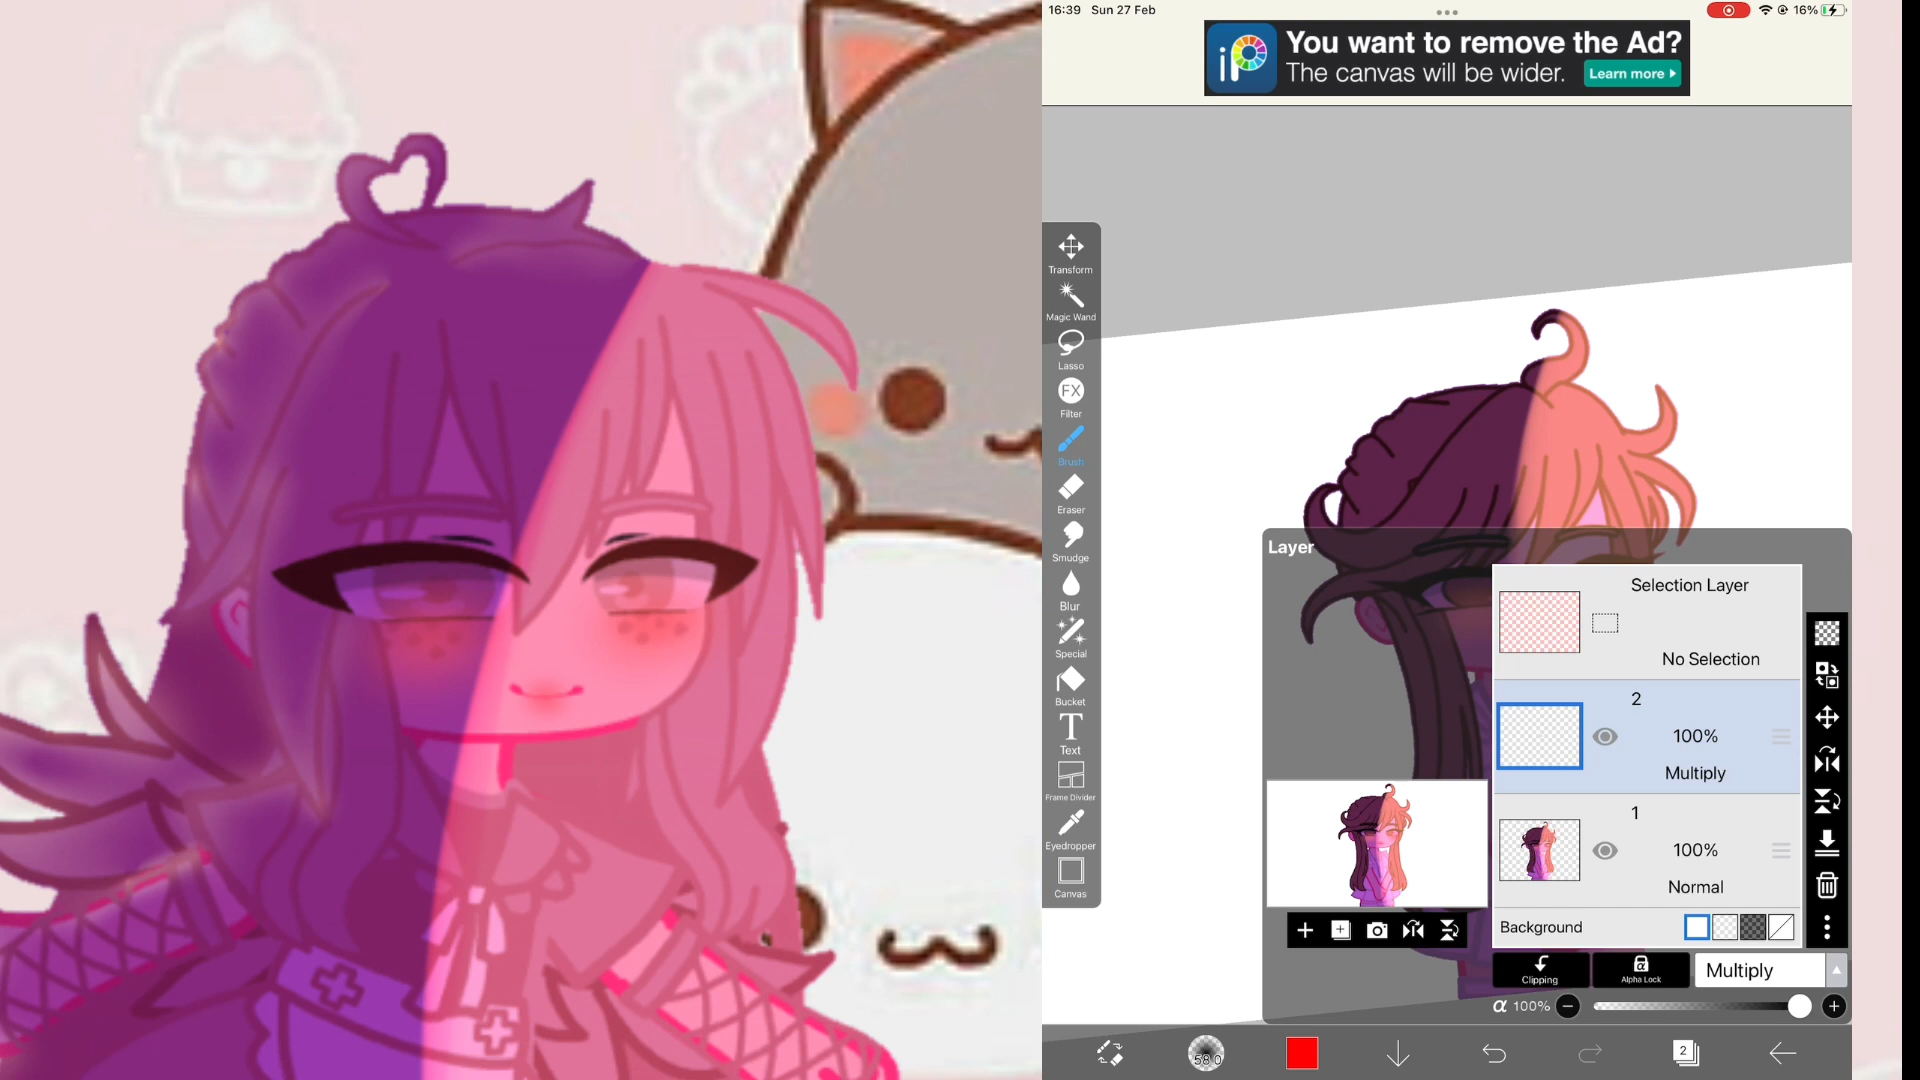 16:39 Sun 27 Feb
16%
iP
You want to remove the Ad?
The canvas will be wider.
Learn more
Transform
Magic Wand
Lasso
FX
Filter
Brush
Eraser
Smudge
Blur
Special
Bucket
T
Text
Frame Divider
Eyedropper
Canvas
Layer
Selection Layer
No Selection
2
100%
Multiply
1
100%
Normal
Background
Clipping
α
Alpha Lock
Multiply
α 100%
58.0
2